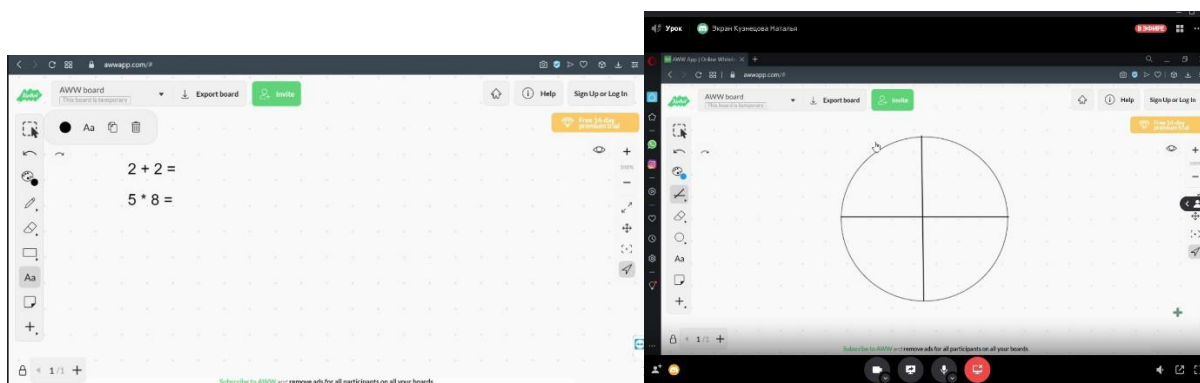 awwapp.com/#
AWW board
This board is temporary
Export board
Invite
Help
Sign Up or Log In
Aa
Free 14-day
premium trial
2 + 2 =
100%
5 * 8 =
Aa
1/1
Subscribe to AWW and remove ads for all participants on all your boards.
Урок
Экран Кузнецова Наталья
В ЭФИРЕ
AWW App | Online Whiteb
awwapp.com/#
AWW board
This board is temporary
Export board
Invite
Help
Sign Up or Log In
Free 14-day
premium trial
Aa
1/1
Subscribe to AWW and remove ads for all participants on all your boards.